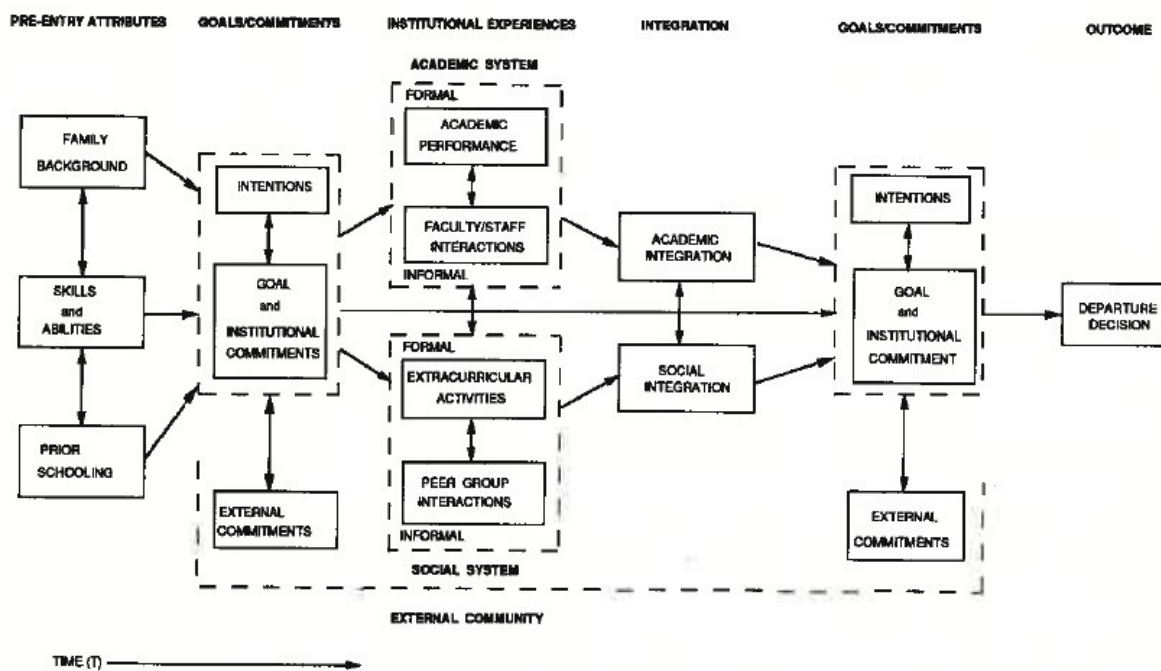 PRE-ENTRY ATTRIBUTES
GOALS/COMMITMENTS
INSTITUTIONAL EXPERIENCES
INTEGRATION
GOALS/COMMITMENTS
OUTCOME
FAMILY
BACKGROUND
SKILLS
and
ABILITIES
PRIOR
SCHOOLING
INTENTIONS
GOAL
and
INSTITUTIONAL
COMMITMENTS
EXTERNAL
COMMITMENTS
ACADEMIC SYSTEM
FORMAL
ACADEMIC
PERFORMANCE
FACULTY/STAFF
INTERACTIONS
INFORMAL
FORMAL
EXTRACURRICULAR
ACTIVITIES
PEER GROUP
INTERACTIONS
INFORMAL
SOCIAL SYSTEM
ACADEMIC
INTEGRATION
SOCIAL
INTEGRATION
INTENTIONS
GOAL
and
INSTITUTIONAL
COMMITMENT
EXTERNAL
COMMITMENTS
DEPARTURE
DECISION
EXTERNAL COMMUNITY
TIME (T)